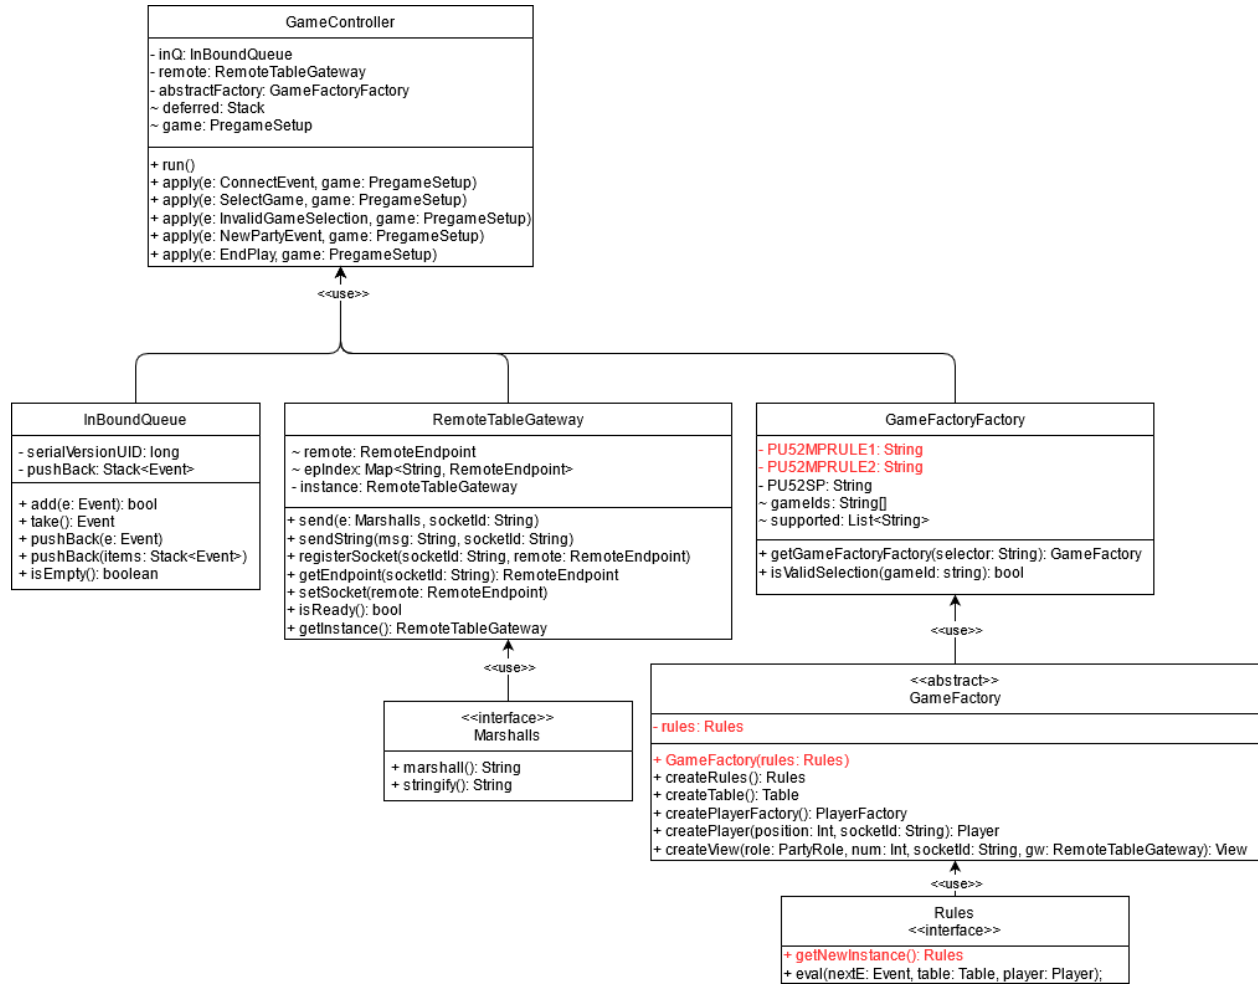 GameController
- inQ: InBoundQueue
- remote: RemoteTableGateway
- abstractFactory: GameFactoryFactory
~ deferred: Stack
~ game: PregameSetup
+ run()
+ apply(e: ConnectEvent, game: PregameSetup)
+ apply(e: SelectGame, game: PregameSetup)
+ apply(e: InvalidGameSelection, game: PregameSetup)
+ apply(e: NewPartyEvent, game: PregameSetup)
+ apply(e: EndPlay, game: PregameSetup)
<<use>>
InBoundQueue
- serialVersionUID: long
- pushBack: Stack<Event>
+ add(e: Event): bool
+ take(): Event
+ pushBack(e: Event)
+ pushBack(items: Stack<Event>)
+ isEmpty(): boolean
RemoteTableGateway
~ remote: RemoteEndpoint
~ epIndex: Map<String, RemoteEndpoint>
- instance: RemoteTableGateway
+ send(e: Marshalls, socketId: String)
+ sendString(msg: String, socketId: String)
+ registerSocket(socketId: String, remote: RemoteEndpoint)
+ getEndpoint(socketId: String): RemoteEndpoint
+ setSocket(remote: RemoteEndpoint)
+ isReady(): bool
+ getInstance(): RemoteTableGateway
<<use>>
<<interface>>
Marshalls
+ marshall(): String
+ stringify(): String
GameFactoryFactory
- PU52MPRULE1: String
- PU52MPRULE2: String
- PU52SP: String
~ gameIds: String[]
~ supported: List<String>
+ getGameFactoryFactory(selector: String): GameFactory
+ isValidSelection(gameId: string): bool
<<use>>
<<abstract>>
GameFactory
- rules: Rules
+ GameFactory(rules: Rules)
+ createRules(): Rules
+ createTable(): Table
+ createPlayerFactory(): PlayerFactory
+ createPlayer(position: Int, socketId: String): Player
+ createView(role: PartyRole, num: Int, socketId: String, gw: RemoteTableGateway): View
<<use>>
Rules
<<interface>>
+ getNewInstance(): Rules
+ eval(nextE: Event, table: Table, player: Player);